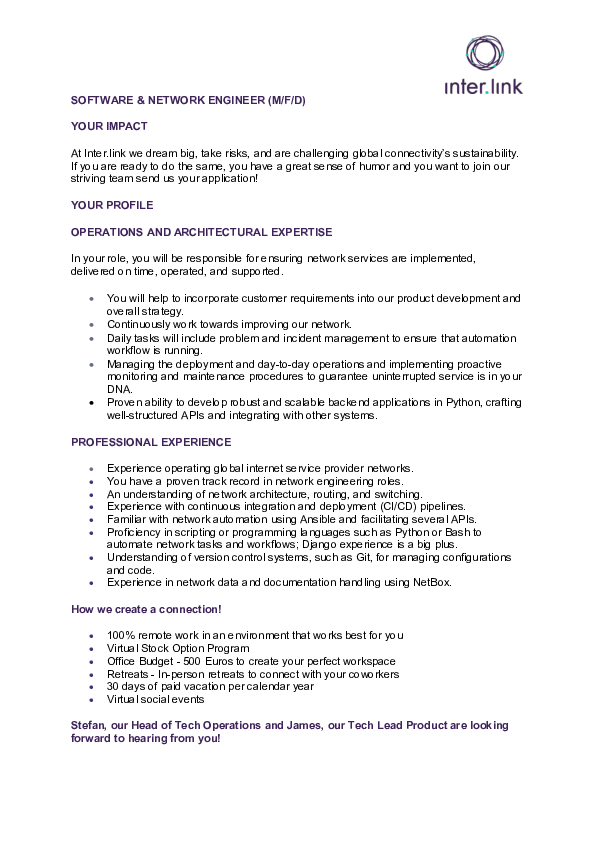 inter.link
SOFTWARE & NETWORK ENGINEER (M/F/D)
YOUR IMPACT
At Inter.link we dream big, take risks, and are challenging global connectivity's sustainability.
If you are ready to do the same, you have a great sense of humor and you want to join our
striving team send us your application!
YOUR PROFILE
OPERATIONS AND ARCHITECTURAL EXPERTISE
In your role, you will be responsible for ensuring network services are implemented,
delivered on time, operated, and supported.
• You will help to incorporate customer requirements into our product development and
overall strategy.
• Continuously work towards improving our network.
• Daily tasks will include problem and incident management to ensure that automation
workflow is running.
• Managing the deployment and day-to-day operations and implementing proactive
monitoring and maintenance procedures to guarantee uninterrupted service is in your
DNA.
• Proven ability to develop robust and scalable backend applications in Python, crafting
well-structured APIs and integrating with other systems.
PROFESSIONAL EXPERIENCE
• Experience operating global internet service provider networks.
• You have a proven track record in network engineering roles.
• An understanding of network architecture, routing, and switching.
• Experience with continuous integration and deployment (CI/CD) pipelines.
• Familiar with network automation using Ansible and facilitating several APIs.
• Proficiency in scripting or programming languages such as Python or Bash to
automate network tasks and workflows; Django experience is a big plus.
• Understanding of version control systems, such as Git, for managing configurations
and code.
• Experience in network data and documentation handling using NetBox.
How we create a connection!
• 100% remote work in an environment that works best for you
• Virtual Stock Option Program
• Office Budget - 500 Euros to create your perfect workspace
• Retreats - In-person retreats to connect with your coworkers
• 30 days of paid vacation per calendar year
• Virtual social events
Stefan, our Head of Tech Operations and James, our Tech Lead Product are looking
forward to hearing from you!